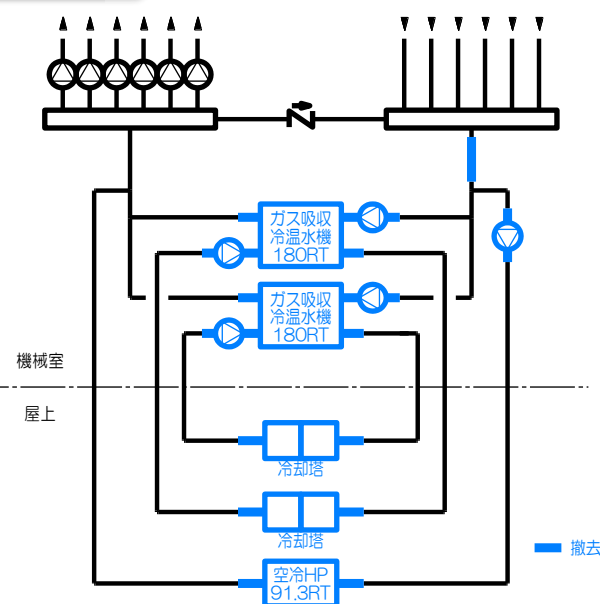 ガス吸収
冷温水機
180RT
ガス吸収
冷温水機
180RT
機械室
屋上
冷却塔
冷却塔
撤去
空冷HP
91.3RT